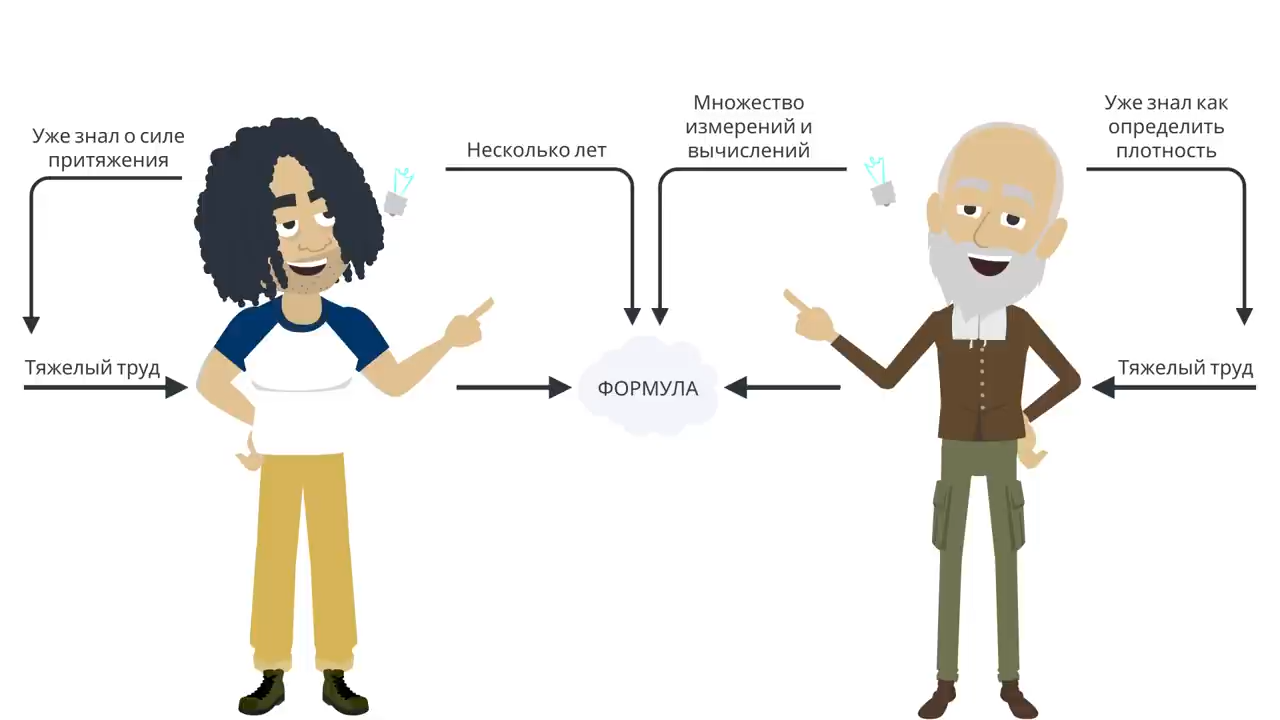 Уже знал о силе
притяжения
Несколько лет
Множество
измерений и
вычислений
Уже знал как
определить
плотность
Тяжелый труд
ФОРМУЛА
Тяжелый труд